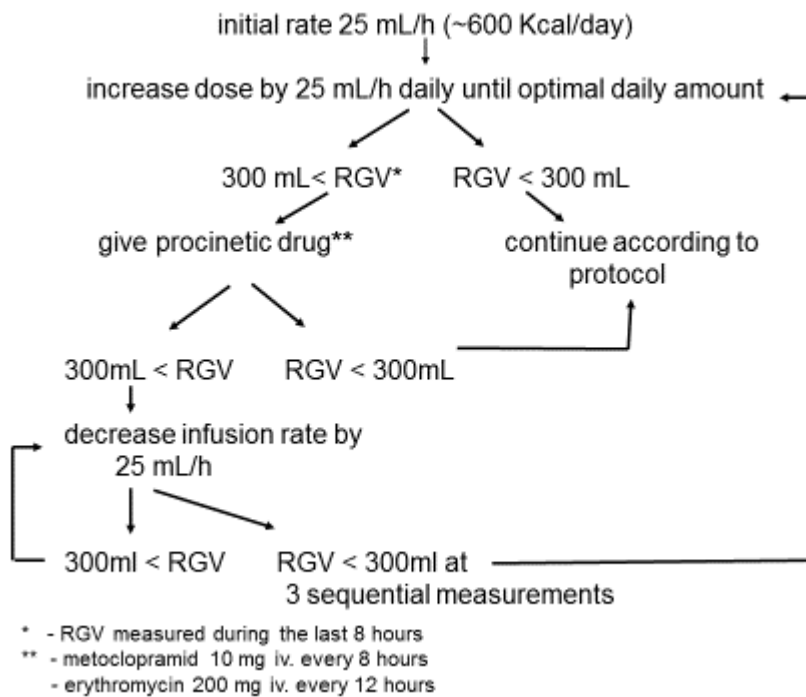 initial rate 25 mL/h (~600 Kcal/day)
increase dose by 25 mL/h daily until optimal daily amount
300 mL< RGV*
RGV < 300 mL
give procinetic drug**
continue according to
protocol
300mL < RGV
RGV < 300mL
decrease infusion rate by
25 mL/h
300ml < RGV
RGV < 300ml at
3 sequential measurements
* - RGV measured during the last 8 hours
** - metoclopramid 10 mg iv. every 8 hours
- erythromycin 200 mg iv. every 12 hours